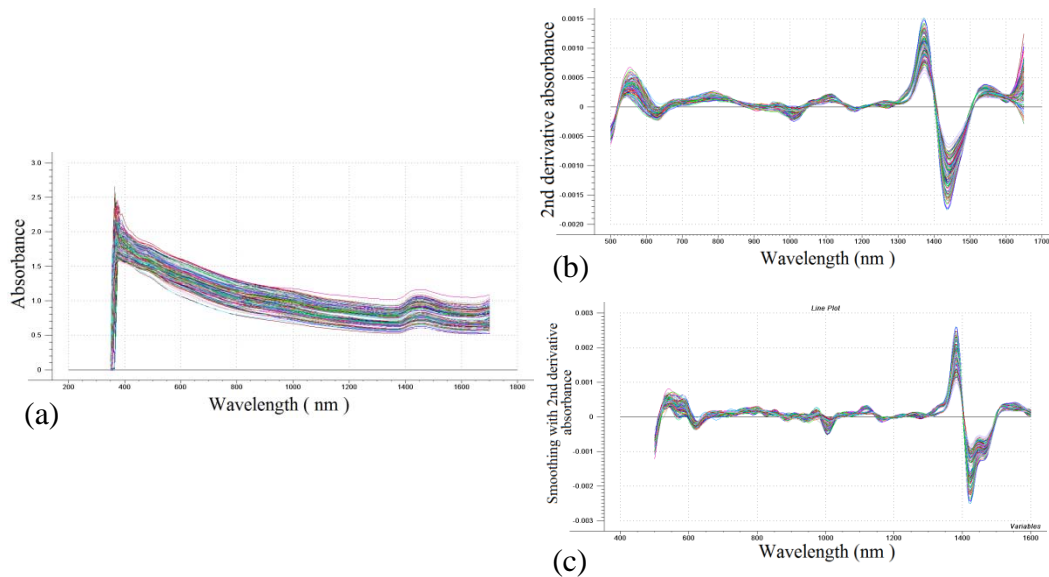 Absorbance
3.0
2.5
2.0
1.5
1.0
0.5
0
200 400 600 800 1000 1200 1400 1600 1800
Wavelength ( nm )
(a)
2nd derivative absorbance
0.0015
0.0010
0.0005
0
-0.0005
-0.0010
-0.0015
-0.0020
500 600 700 800 900 1000 1100 1200 1300 1400 1500 1600 1700
Wavelength (nm )
(b)
Line Plot
Smoothing with 2nd derivative
absorbance
0.003
0.002
0.001
0
-0.001
-0.002
-0.003
400 600 800 1000 1200 1400 1600
Variables
Wavelength (nm )
(c)